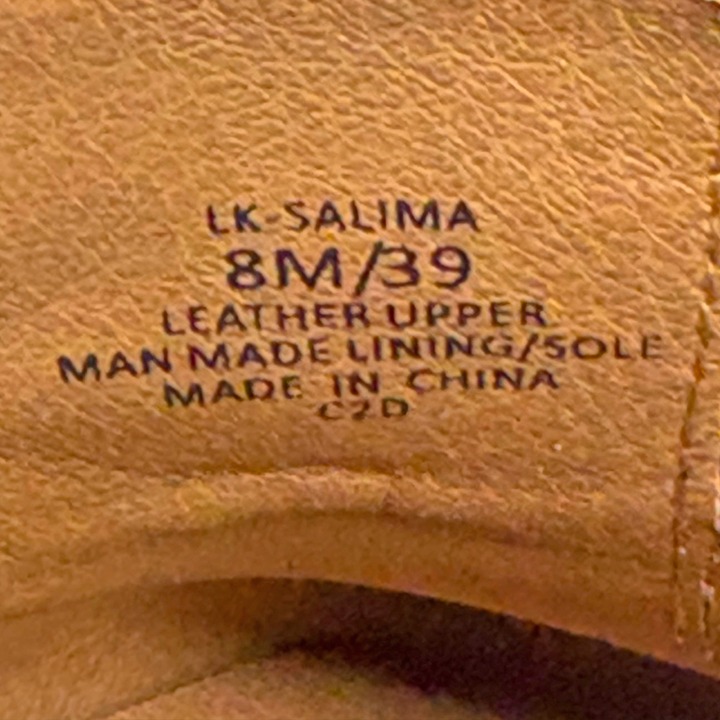 LK-SALIMA
8M/39
LEATHER UPPER
MAN MADE LINING/SOLE
MADE IN CHINA
C2D